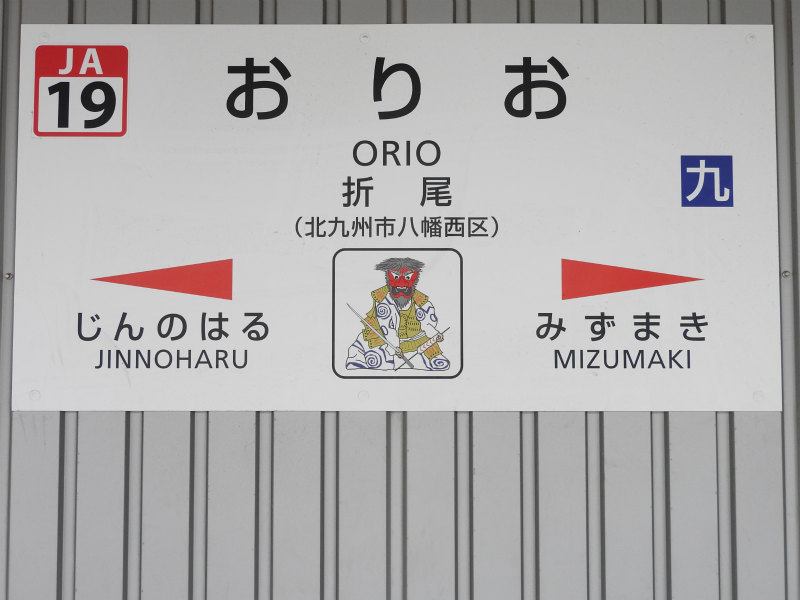 JA
19
おりお
ORIO
折尾
九
（北九州市八幡西区）
じんのはる
JINNOHARU
みずまき
MIZUMAKI